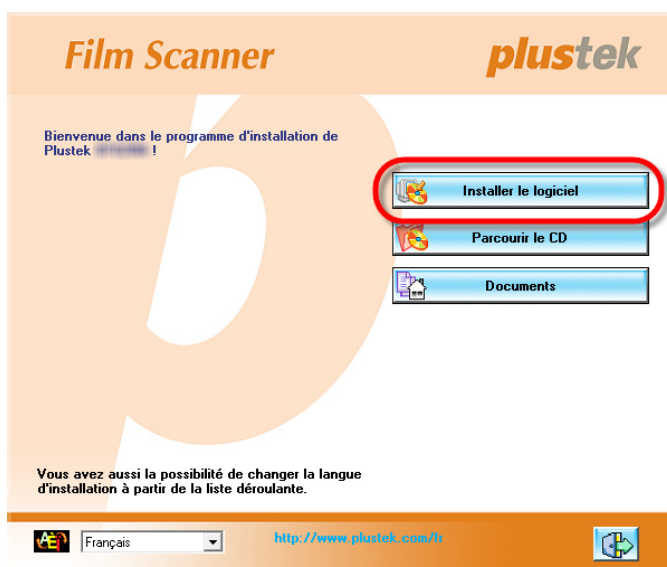 Film Scanner
plustek
Bienvenue dans le programme d'installation de
Plustek !
Installer le logiciel
Parcourir le CD
Documents
Vous avez aussi la possibilité de changer la langue
d'installation à partir de la liste déroulante.
Français
http://www.plustek.com/fr